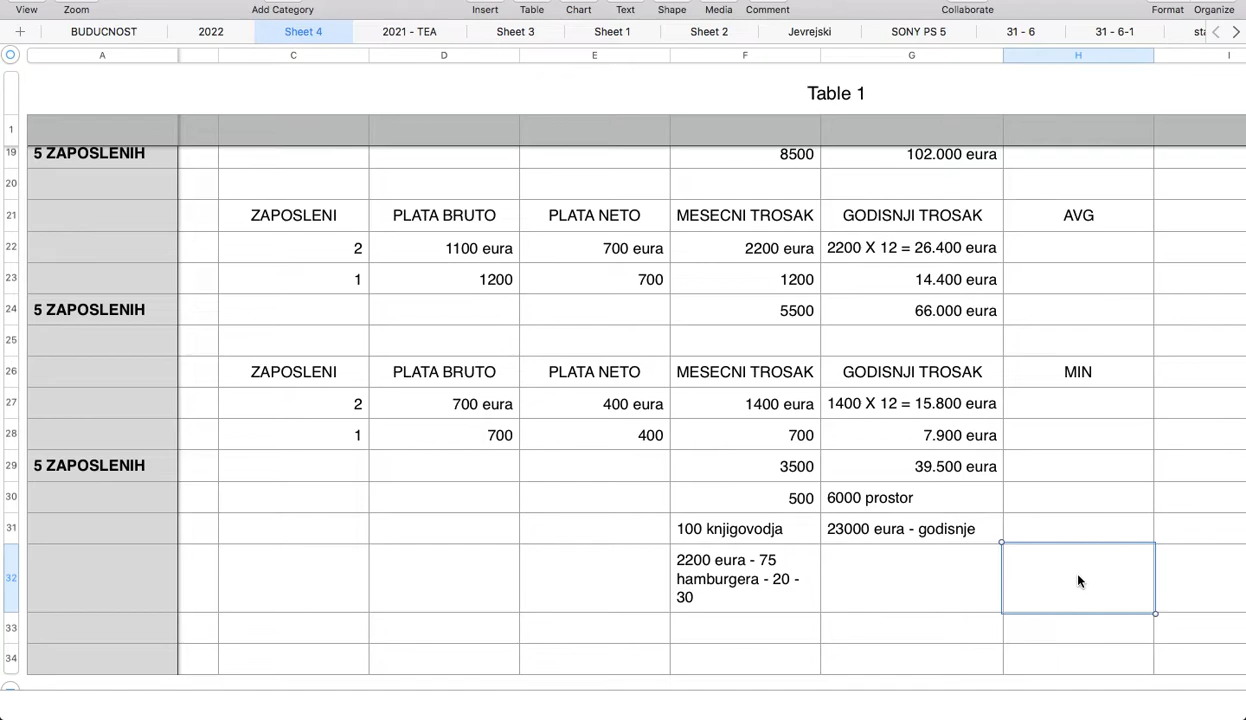 View Zoom Add Category Insert Table Chart Text Shape Media Comment Collaborate Format Organize
BUDUCNOST 2022 Sheet 4 2021 - TEA Sheet 3 Sheet 1 Sheet 2 Jevrejski SONY PS 5 31 - 6 31 - 6-1
A C D E F G H I
Table 1
1
19 5 ZAPOSLENIH 8500 102.000 eura
20
21 ZAPOSLENI PLATA BRUTO PLATA NETO MESECNI TROSAK GODISNJI TROSAK AVG
22 2 1100 eura 700 eura 2200 eura 2200 X 12 = 26.400 eura
23 1 1200 700 1200 14.400 eura
24 5 ZAPOSLENIH 5500 66.000 eura
25
26 ZAPOSLENI PLATA BRUTO PLATA NETO MESECNI TROSAK GODISNJI TROSAK MIN
27 2 700 eura 400 eura 1400 eura 1400 X 12 = 15.800 eura
28 1 700 400 700 7.900 eura
29 5 ZAPOSLENIH 3500 39.500 eura
30 500 6000 prostor
31 100 knjigovodja 23000 eura - godisnje
32 2200 eura - 75
hamburgera - 20 -
30
33
34